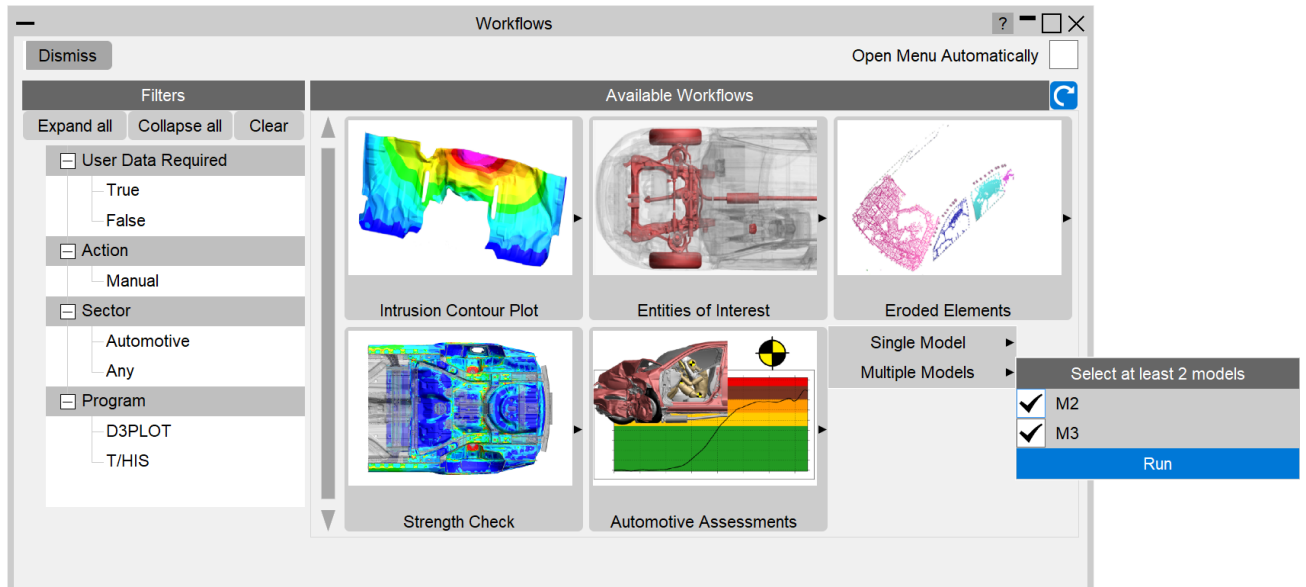 Workflows
?
Dismiss
Open Menu Automatically
Filters
Available Workflows
Expand all Collapse all Clear
User Data Required
True
False
Action
Manual
Sector
Automotive
Any
Program
D3PLOT
T/HIS
Intrusion Contour Plot
Entities of Interest
Eroded Elements
Strength Check
Automotive Assessments
Single Model
Multiple Models
Select at least 2 models
M2
M3
Run